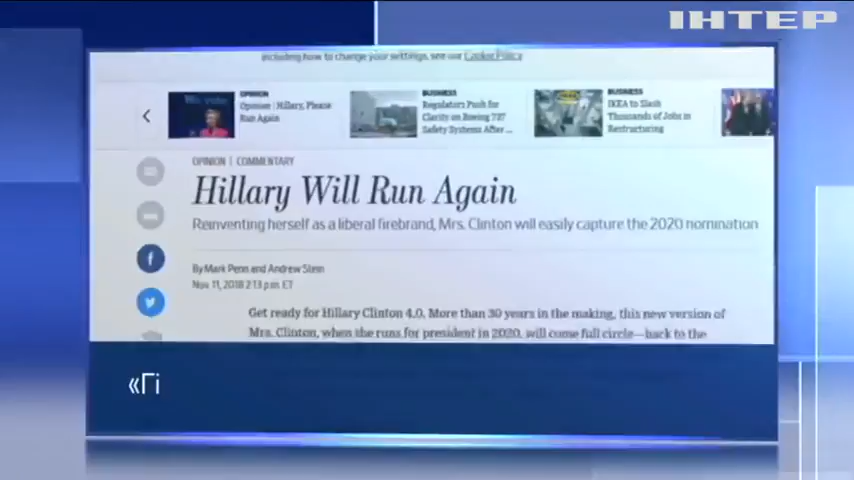 ІНТЕР
including how to change your settings, see our Cookie Policy
OPINION
Opinion : Hillary, Please
Run Again
BUSINESS
Regulators Push for
Clarity on Boeing 737
Safety Systems After ...
BUSINESS
IKEA to Slash
Thousands of Jobs in
Restructuring
OPINION | COMMENTARY
Hillary Will Run Again
Reinventing herself as a liberal firebrand, Mrs. Clinton will easily capture the 2020 nomination
By Mark Penn and Andrew Stein
Nov. 11, 2018 2:13 p.m. ET
Get ready for Hillary Clinton 4.0. More than 30 years in the making, this new version of
Mrs. Clinton, when she runs for president in 2020, will come full circle—back to the
«Гі